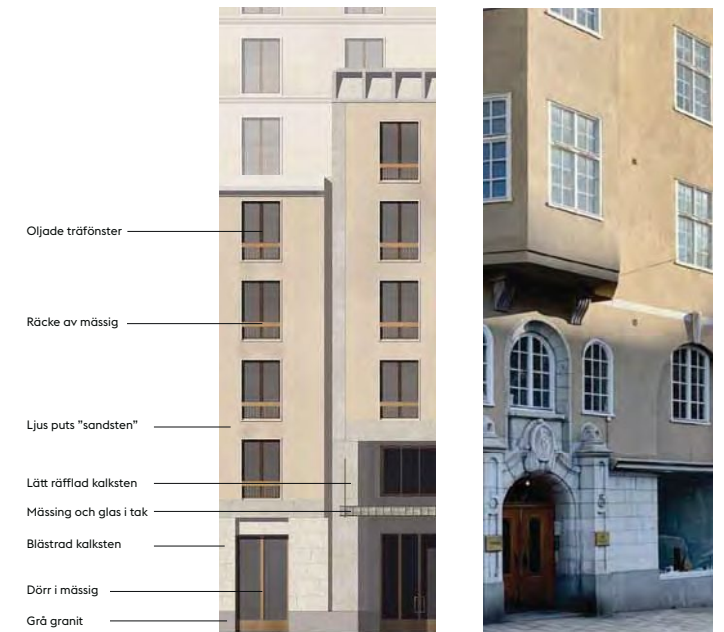 Oljade träfönster
Räcke av mässig
Ljus puts "sandsten"
Lätt räfflad kalksten
Mässing och glas i tak
Blästrad kalksten
Dörr i mässig
Grå granit